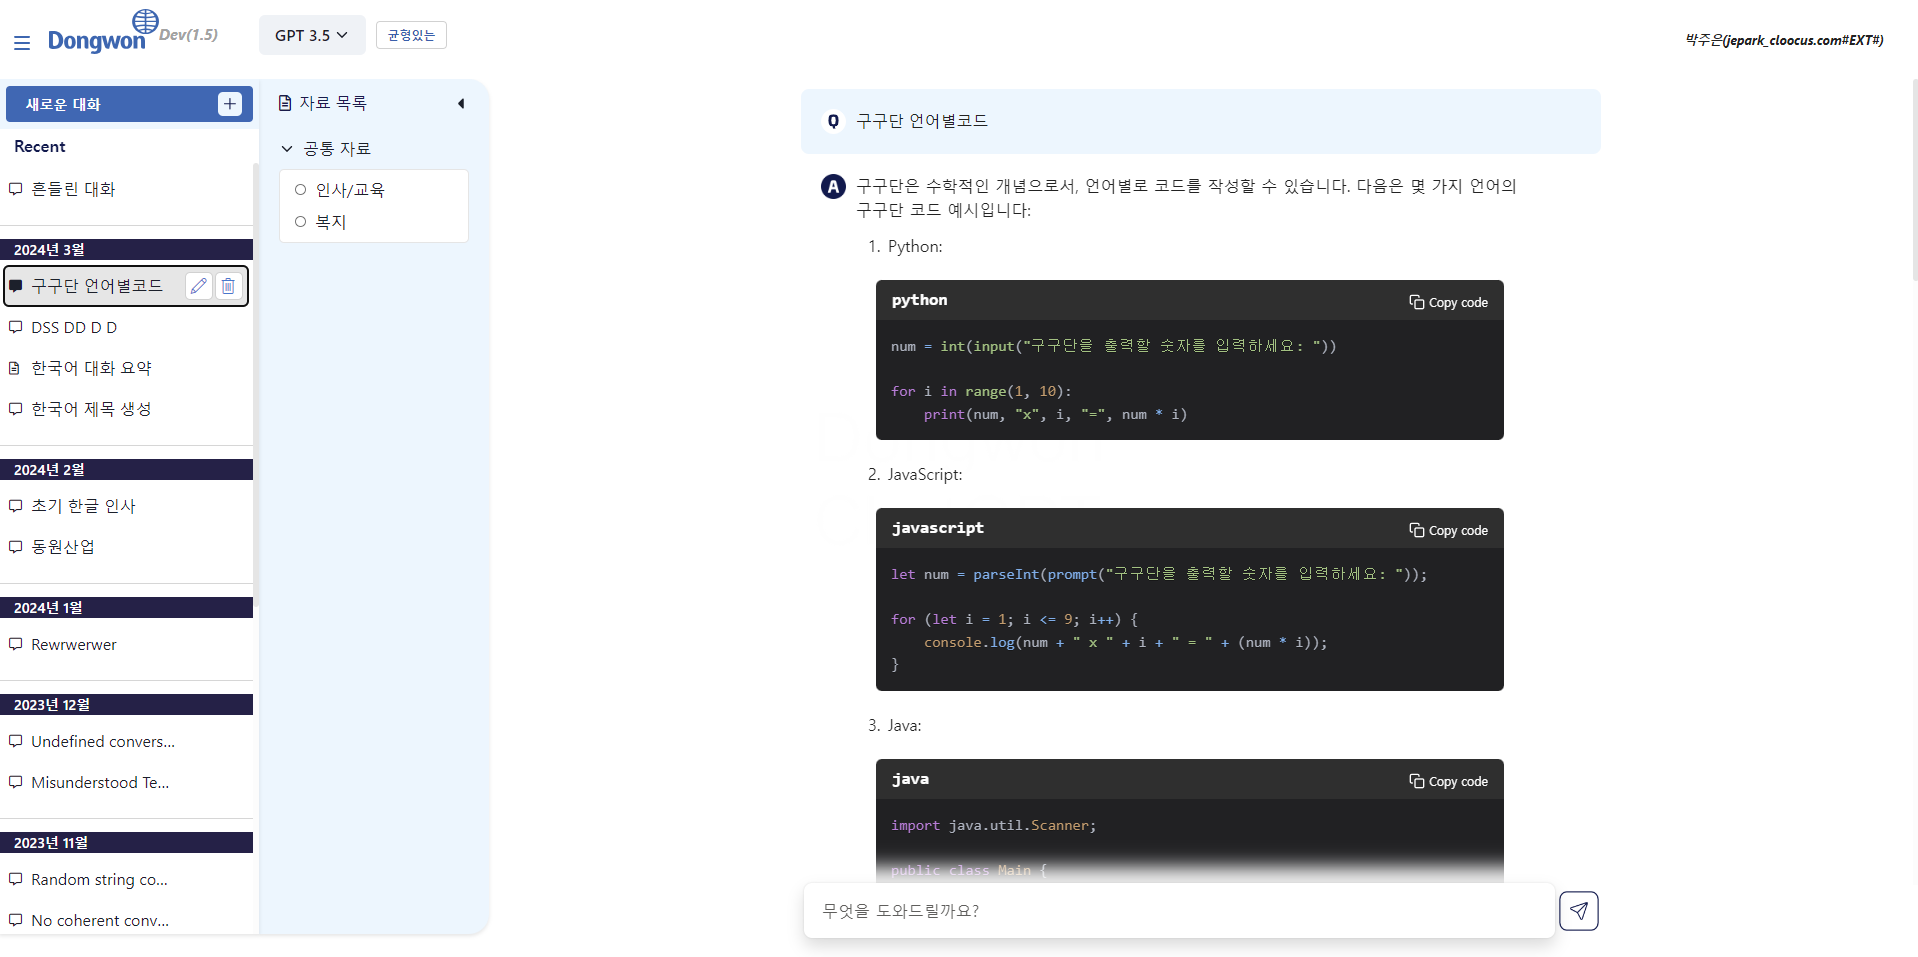 Dongwon
Dev(1.5)
GPT 3.5
균형있는
박주은(jepark_cloocus.com#EXT#)
새로운 대화
Recent
흔들린 대화
2024년 3월
구구단 언어별코드
DSS DD D D
한국어 대화 요약
한국어 제목 생성
2024년 2월
초기 한글 인사
동원산업
2024년 1월
Rewrwerwer
2023년 12월
Undefined convers...
Misunderstood Te...
2023년 11월
Random string co...
No coherent conv...
자료 목록
공통 자료
인사/교육
복지
Q 구구단 언어별코드
A 구구단은 수학적인 개념으로서, 언어별로 코드를 작성할 수 있습니다. 다음은 몇 가지 언어의
구구단 코드 예시입니다:
1. Python:
python
Copy code
num = int(input("구구단을 출력할 숫자를 입력하세요: "))
for i in range(1, 10):
    print(num, "x", i, "=", num * i)
2. JavaScript:
javascript
Copy code
let num = parseInt(prompt("구구단을 출력할 숫자를 입력하세요: "));
for (let i = 1; i <= 9; i++) {
    console.log(num + " x " + i + " = " + (num * i));
}
3. Java:
java
Copy code
import java.util.Scanner;
public class Main {
무엇을 도와드릴까요?